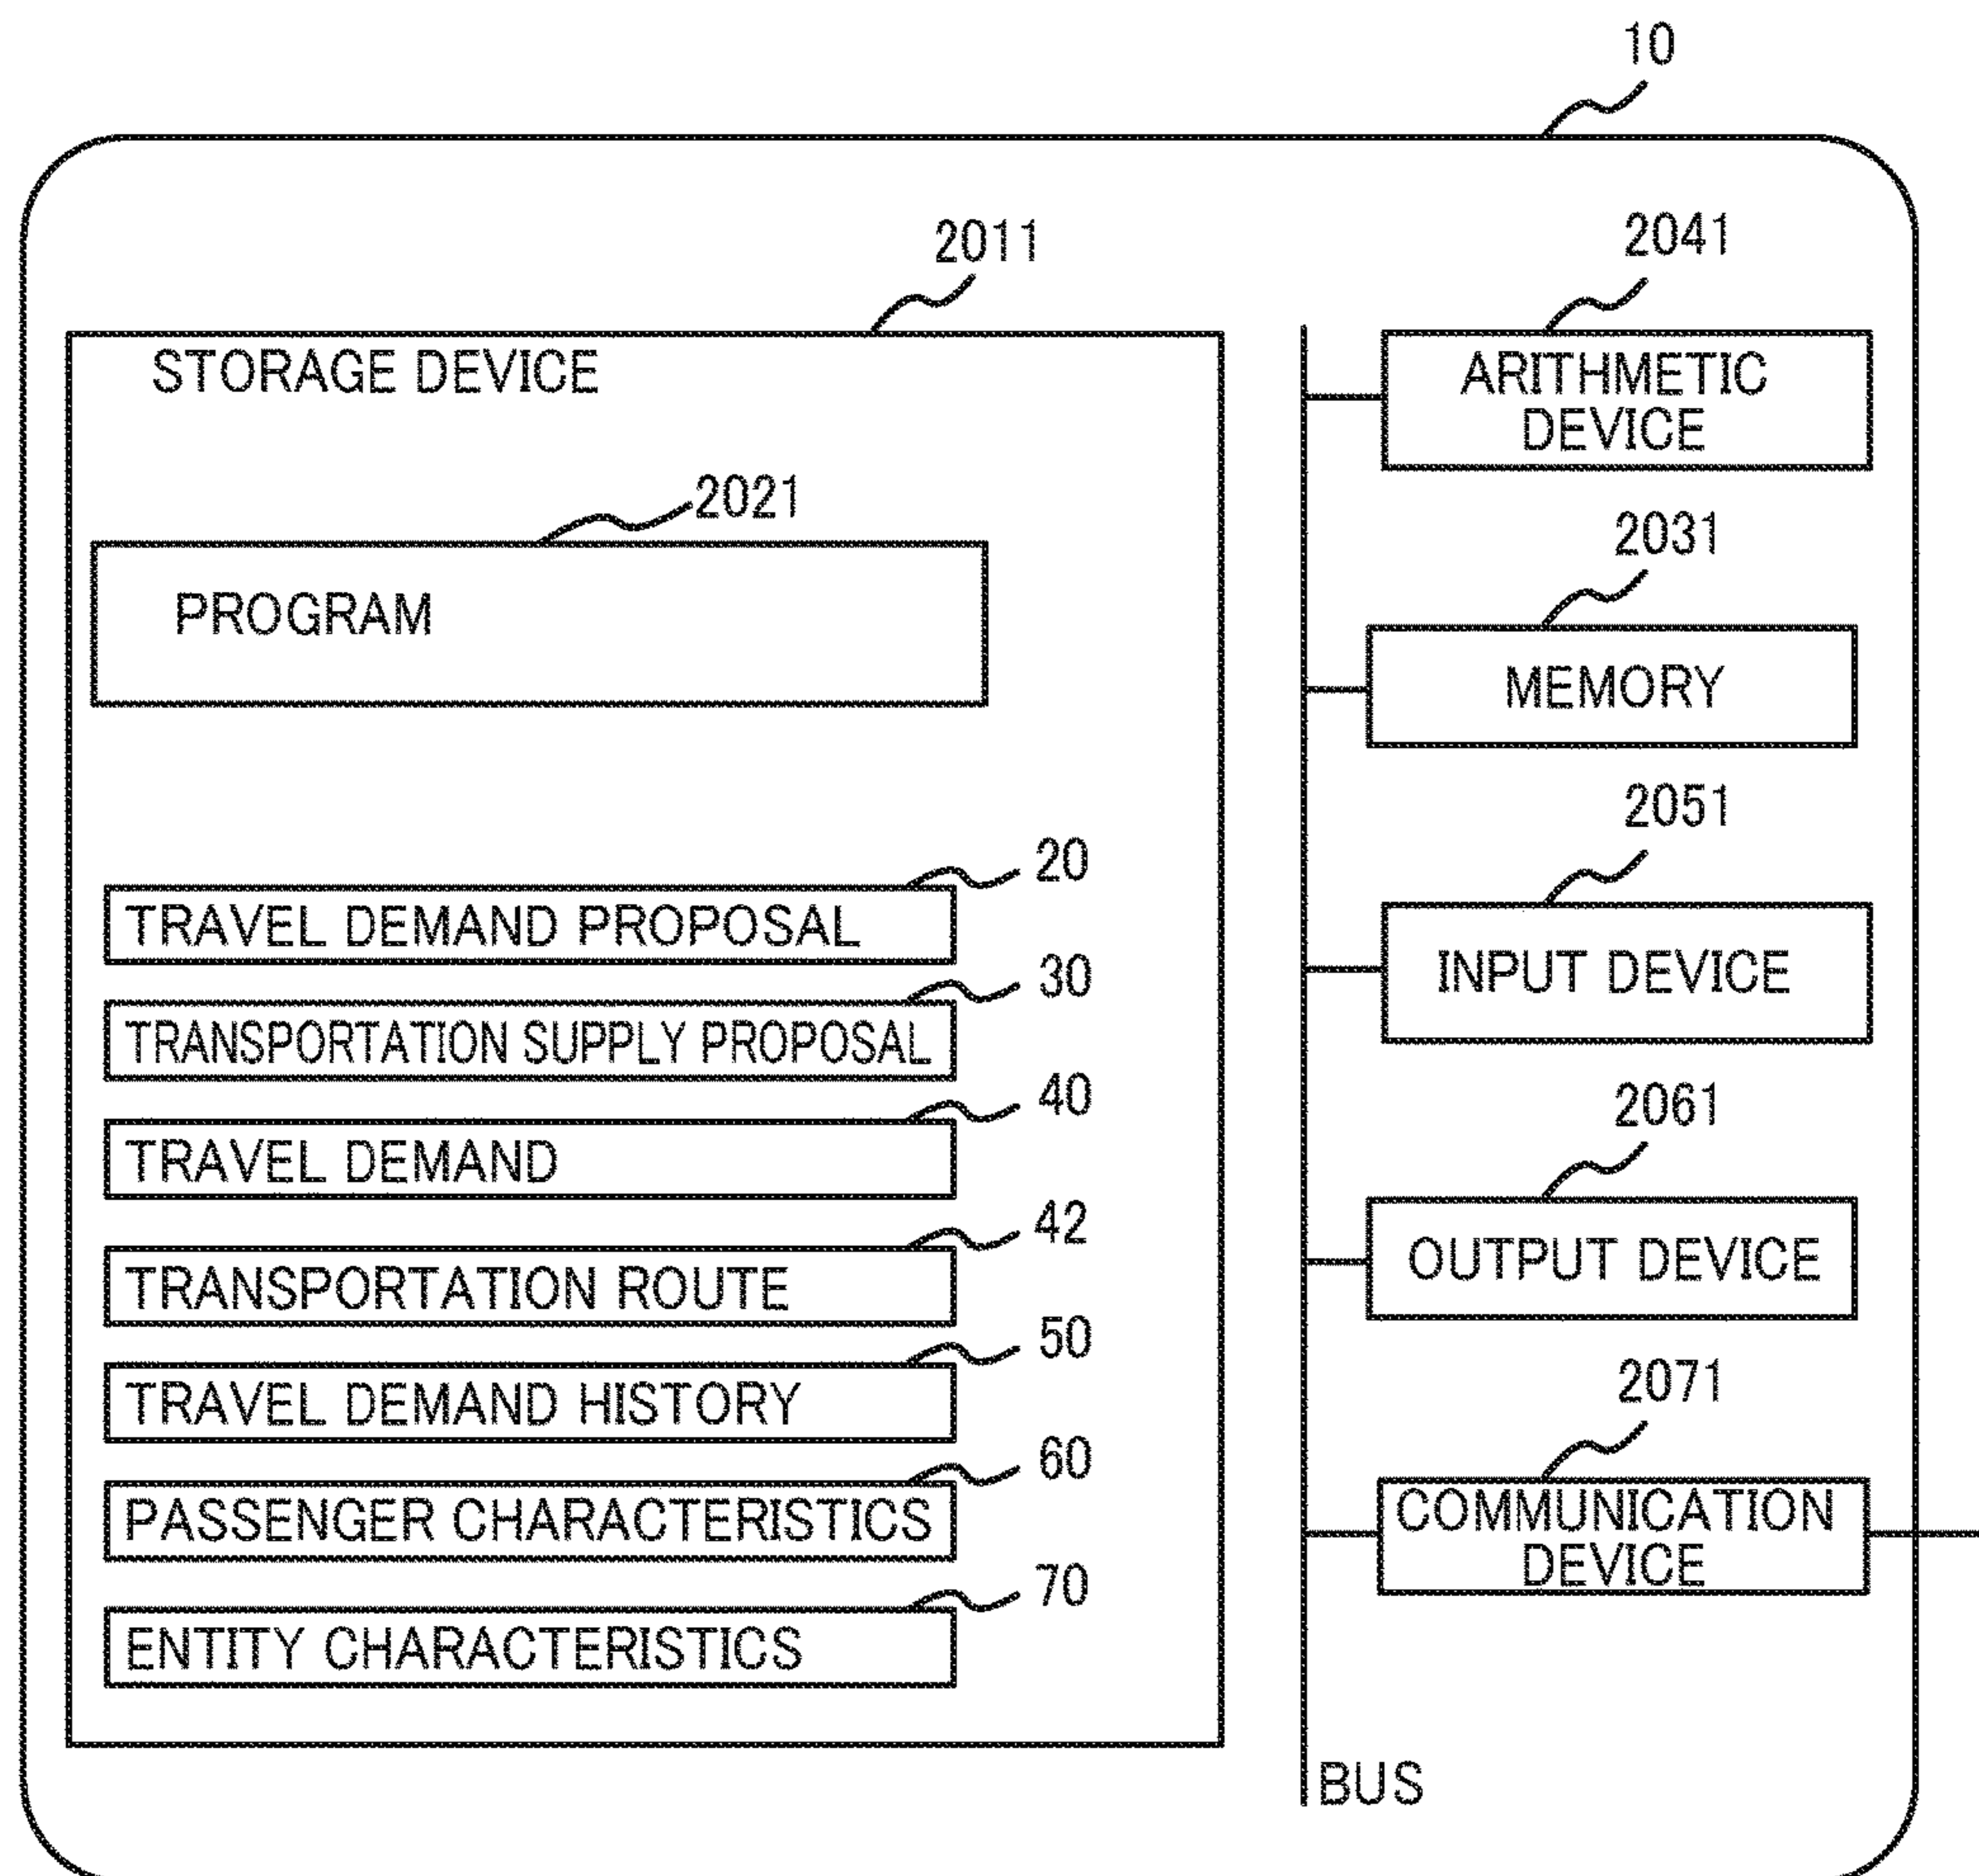 10
2011
STORAGE DEVICE
2021
PROGRAM
20
TRAVEL DEMAND PROPOSAL
30
TRANSPORTATION SUPPLY PROPOSAL
40
TRAVEL DEMAND
42
TRANSPORTATION ROUTE
50
TRAVEL DEMAND HISTORY
60
PASSENGER CHARACTERISTICS
70
ENTITY CHARACTERISTICS
2041
ARITHMETIC
DEVICE
2031
MEMORY
2051
INPUT DEVICE
2061
OUTPUT DEVICE
2071
COMMUNICATION
DEVICE
BUS